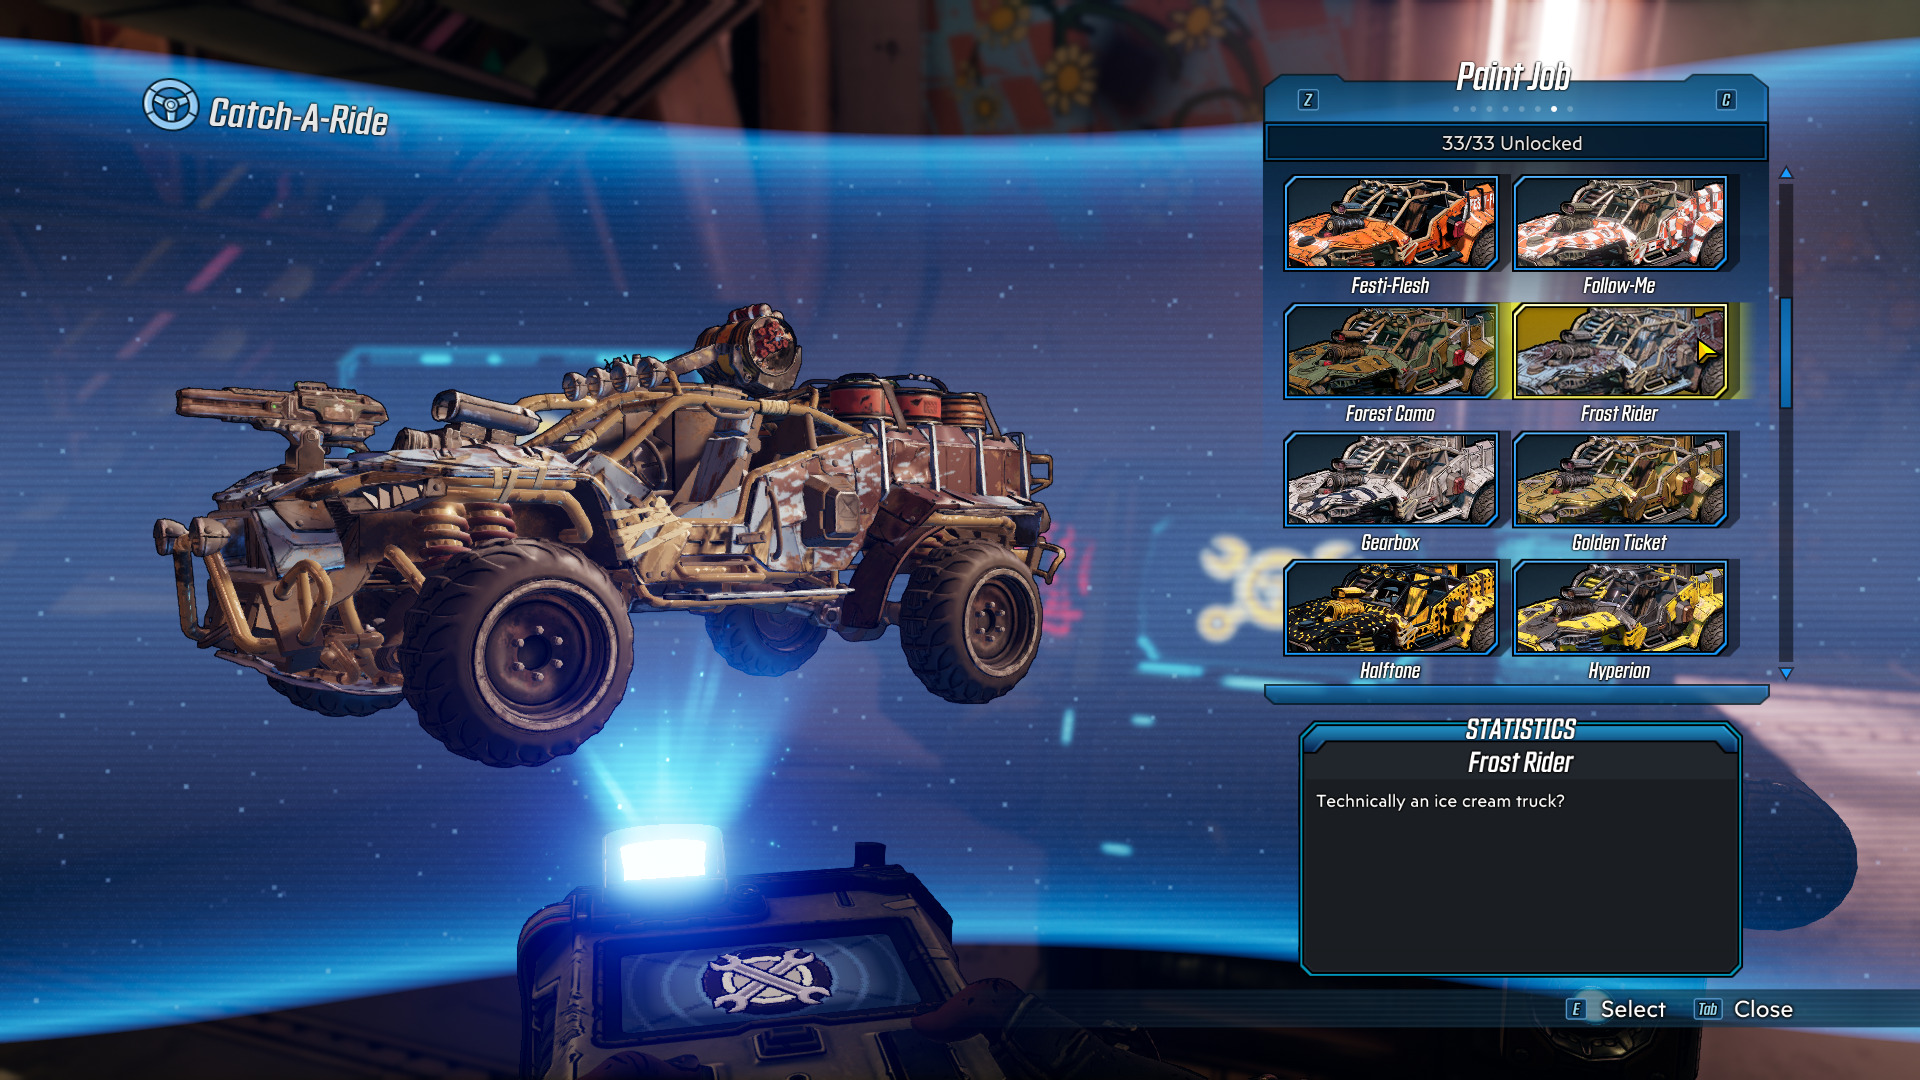 Catch-A-Ride
Paint Job
Z
C
33/33 Unlocked
Festi-Flesh
Follow-Me
Forest Camo
Frost Rider
Gearbox
Golden Ticket
Halftone
Hyperion
STATISTICS
Frost Rider
Technically an ice cream truck?
E Select
Tab Close